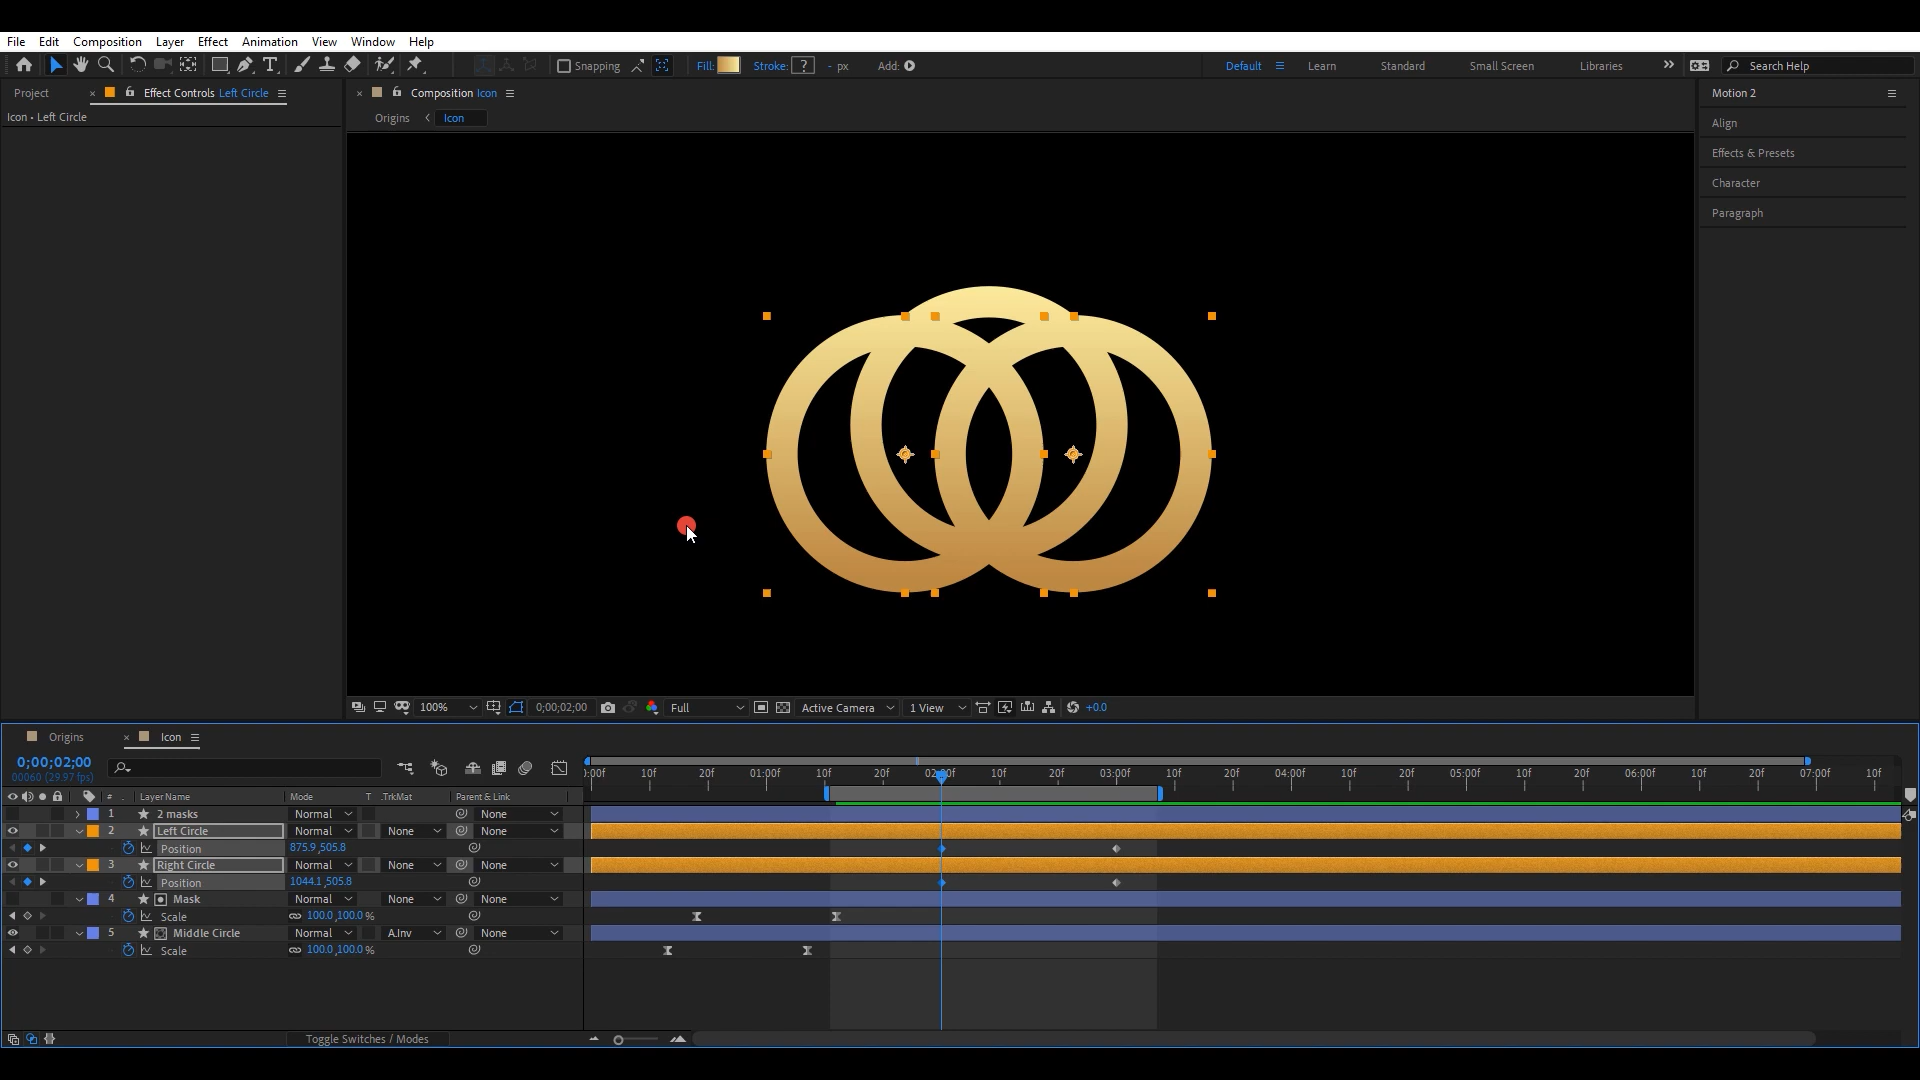 File Edit Composition Layer Effect Animation View Window Help
Snapping Fill: Stroke: ? - px Add: Default Learn Standard Small Screen Libraries » Search Help
Project × Effect Controls Left Circle
Icon • Left Circle
× Composition Icon
Origins < Icon
Motion 2
Align
Effects & Presets
Character
Paragraph
100% 0;00;02;00 Full Active Camera 1 View +0.0
Origins × Icon
0;00;02;00
00060 (29.97 fps)
):00f 10f 20f 01:00f 10f 20f 02:00f 10f 20f 03:00f 10f 20f 04:00f 10f 20f 05:00f 10f 20f 06:00f 10f 20f 07:00f 10f
# Layer Name Mode T .TrkMat Parent & Link
1 2 masks Normal None
2 Left Circle Normal None None
Position 875.9,505.8
3 Right Circle Normal None None
Position 1044.1,505.8
4 Mask Normal None None
Scale 100.0,100.0 %
5 Middle Circle Normal A.Inv None
Scale 100.0,100.0 %
Toggle Switches / Modes